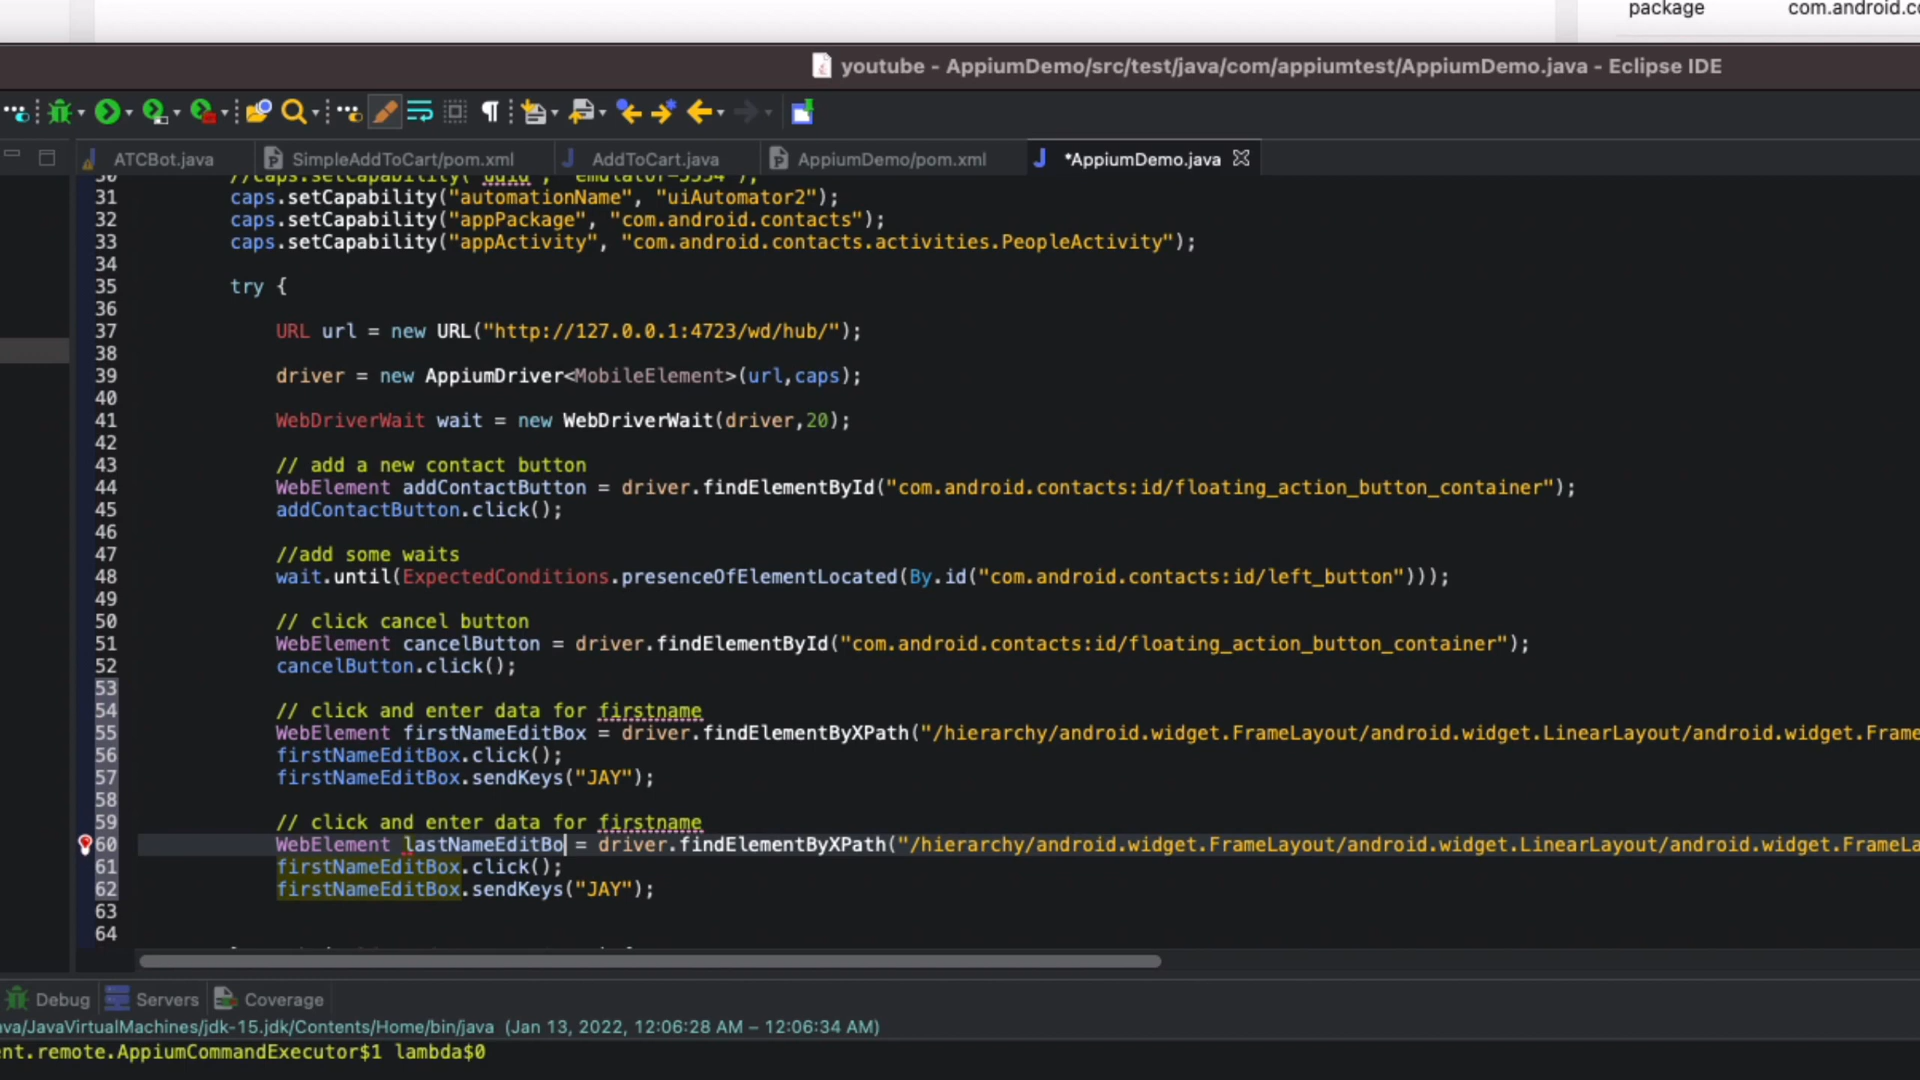 package com.android.c
youtube - AppiumDemo/src/test/java/com/appiumtest/AppiumDemo.java - Eclipse IDE
ATCBot.java SimpleAddToCart/pom.xml AddToCart.java AppiumDemo/pom.xml *AppiumDemo.java
30 //caps.setCapability("udid", "emulator-5554");
31 caps.setCapability("automationName", "uiAutomator2");
32 caps.setCapability("appPackage", "com.android.contacts");
33 caps.setCapability("appActivity", "com.android.contacts.activities.PeopleActivity");
34
35 try {
36
37 URL url = new URL("http://127.0.0.1:4723/wd/hub/");
38
39 driver = new AppiumDriver<MobileElement>(url,caps);
40
41 WebDriverWait wait = new WebDriverWait(driver,20);
42
43 // add a new contact button
44 WebElement addContactButton = driver.findElementById("com.android.contacts:id/floating_action_button_container");
45 addContactButton.click();
46
47 //add some waits
48 wait.until(ExpectedConditions.presenceOfElementLocated(By.id("com.android.contacts:id/left_button")));
49
50 // click cancel button
51 WebElement cancelButton = driver.findElementById("com.android.contacts:id/floating_action_button_container");
52 cancelButton.click();
53
54 // click and enter data for firstname
55 WebElement firstNameEditBox = driver.findElementByXPath("/hierarchy/android.widget.FrameLayout/android.widget.LinearLayout/android.widget.Frame
56 firstNameEditBox.click();
57 firstNameEditBox.sendKeys("JAY");
58
59 // click and enter data for firstname
60 WebElement lastNameEditBo = driver.findElementByXPath("/hierarchy/android.widget.FrameLayout/android.widget.LinearLayout/android.widget.FrameLa
61 firstNameEditBox.click();
62 firstNameEditBox.sendKeys("JAY");
63
64
Debug Servers Coverage
ava/JavaVirtualMachines/jdk-15.jdk/Contents/Home/bin/java (Jan 13, 2022, 12:06:28 AM – 12:06:34 AM)
ent.remote.AppiumCommandExecutor$1 lambda$0